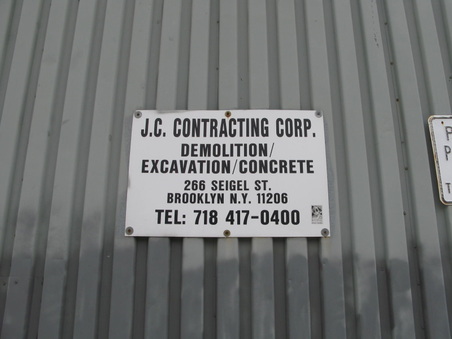 J.C. CONTRACTING CORP.
DEMOLITION/
EXCAVATION/CONCRETE
266 SEIGEL ST.
BROOKLYN N.Y. 11206
TEL: 718 417-0400